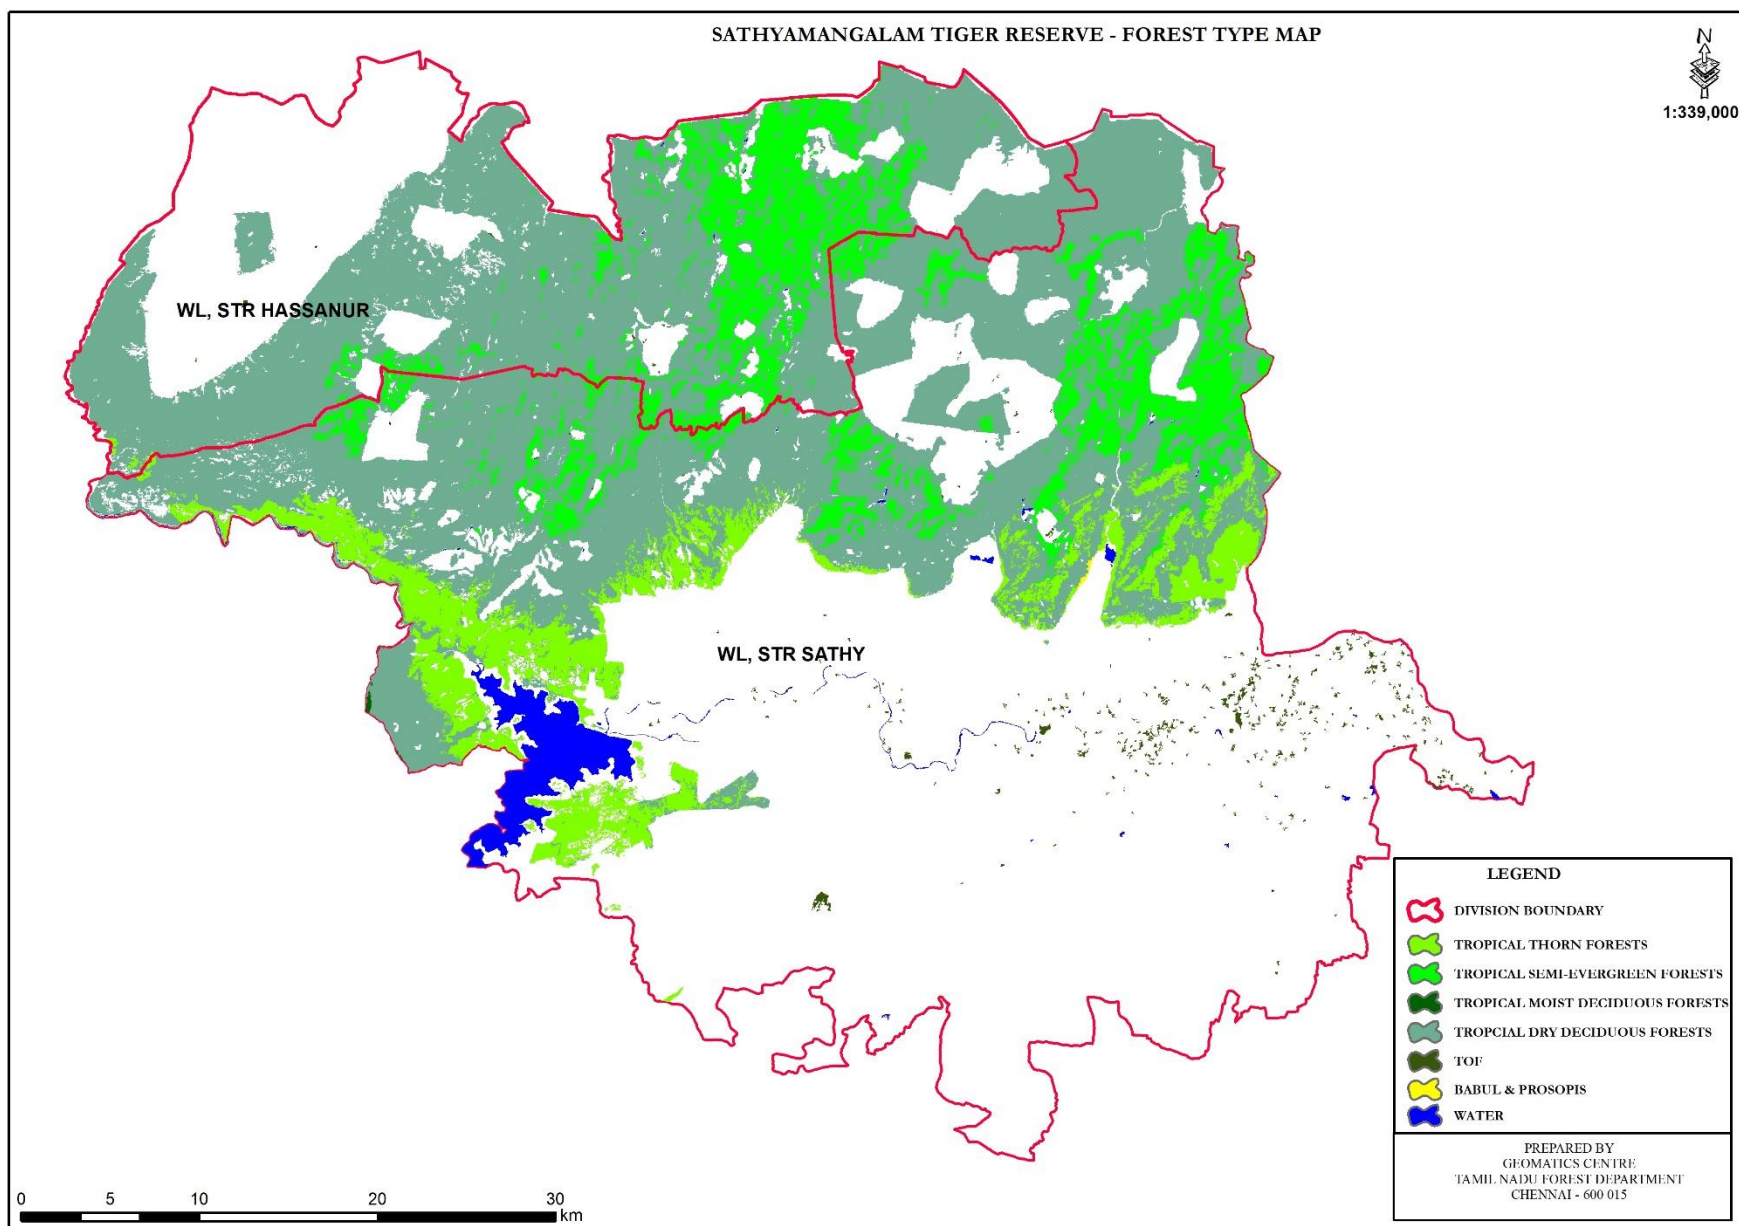 SATHYAMANGALAM TIGER RESERVE - FOREST TYPE MAP
N
1:339,000
WL, STR HASSANUR
WL, STR SATHY
LEGEND
DIVISION BOUNDARY
TROPICAL THORN FORESTS
TROPICAL SEMI-EVERGREEN FORESTS
TROPICAL MOIST DECIDUOUS FORESTS
TROPCIAL DRY DECIDUOUS FORESTS
TOF
BABUL & PROSOPIS
WATER
PREPARED BY
GEOMATICS CENTRE
TAMIL NADU FOREST DEPARTMENT
CHENNAI - 600 015
0 5 10 20 30
km